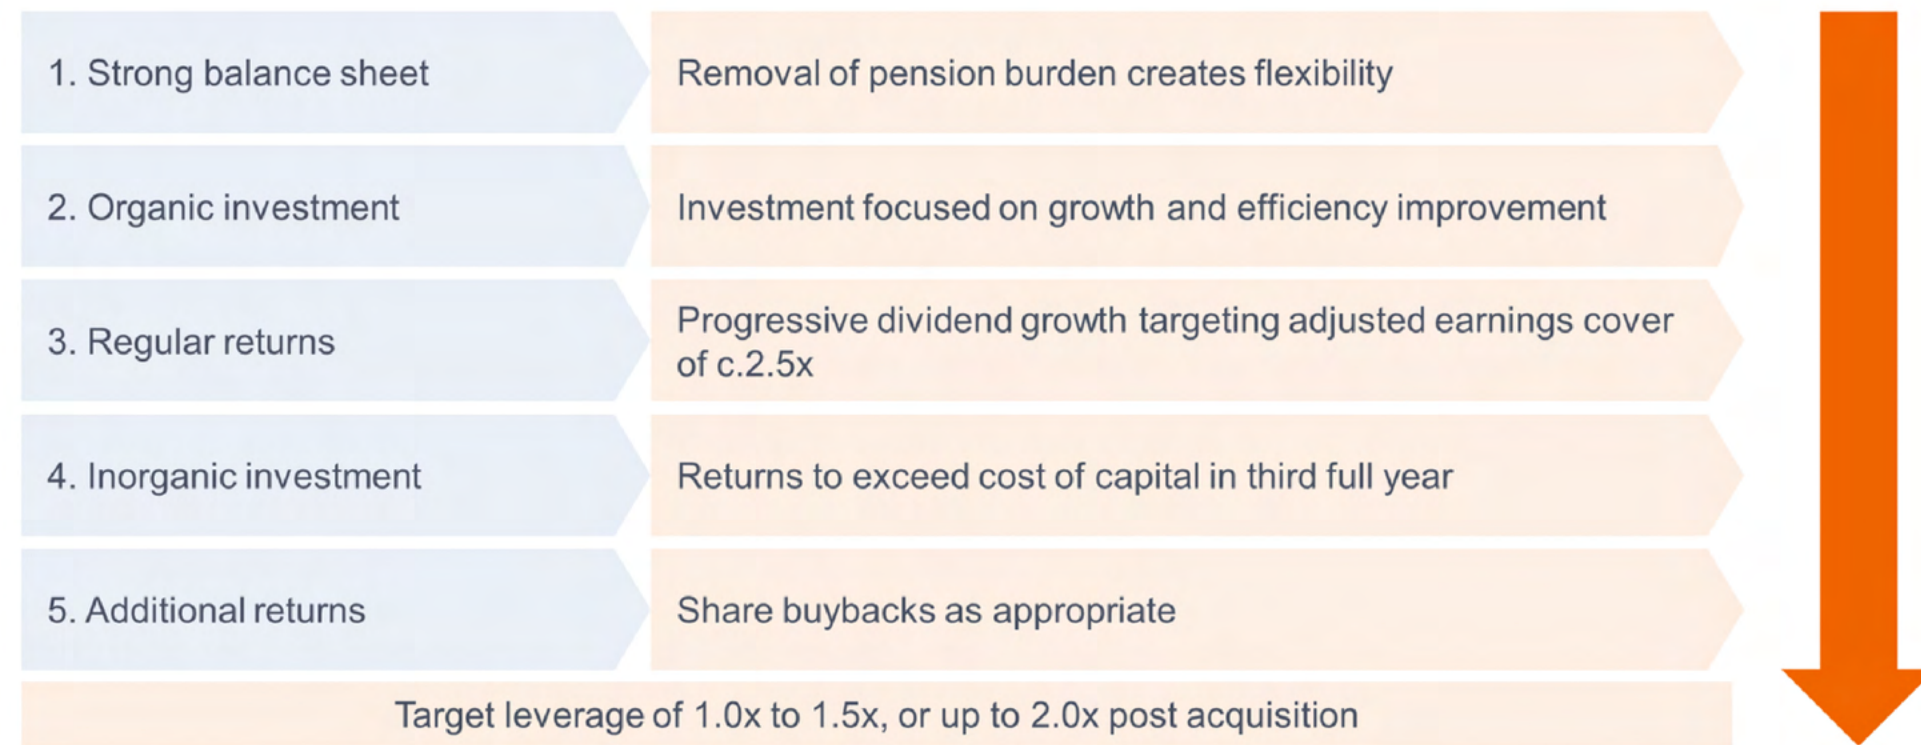 1. Strong balance sheet
Removal of pension burden creates flexibility
2. Organic investment
Investment focused on growth and efficiency improvement
3. Regular returns
Progressive dividend growth targeting adjusted earnings cover
of c.2.5x
4. Inorganic investment
Returns to exceed cost of capital in third full year
5. Additional returns
Share buybacks as appropriate
Target leverage of 1.0x to 1.5x, or up to 2.0x post acquisition